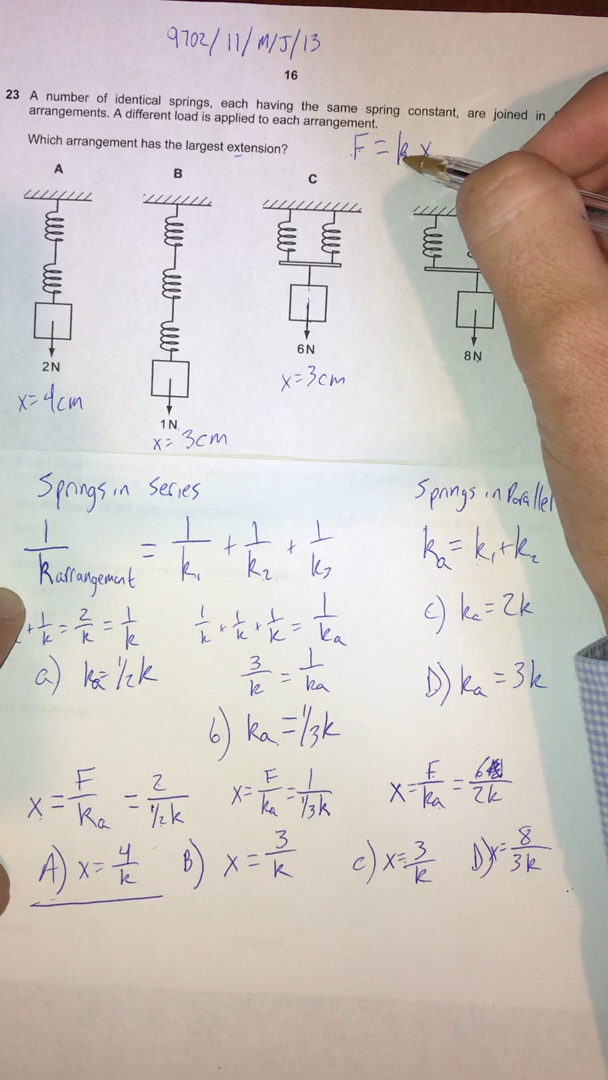 9702/11/M/J/13
16
23 A number of identical springs, each having the same spring constant, are joined in
arrangements. A different load is applied to each arrangement.
Which arrangement has the largest extension?
F = kx
A
B
C
2N
1N
6N
8N
x=4cm
x= 3cm
x=3cm
Springs in Series
Springs in Parallel
1/Karrangement = 1/k1 + 1/k2 + 1/k3
ka = k1+k2
+1/k = 2/k = 1/k
1/k + 1/k + 1/k = 1/ka
c) ka = 2k
a) ka = 1/2k
3/k = 1/ka
D) ka = 3k
b) ka = 1/3k
x = F/Ka = 2/1/2k
x = F/ka = 1/1/3k
x = F/ka = 6/2k
A) x = 4/k
B) x = 3/k
c) x = 3/k
D) x = 8/3k